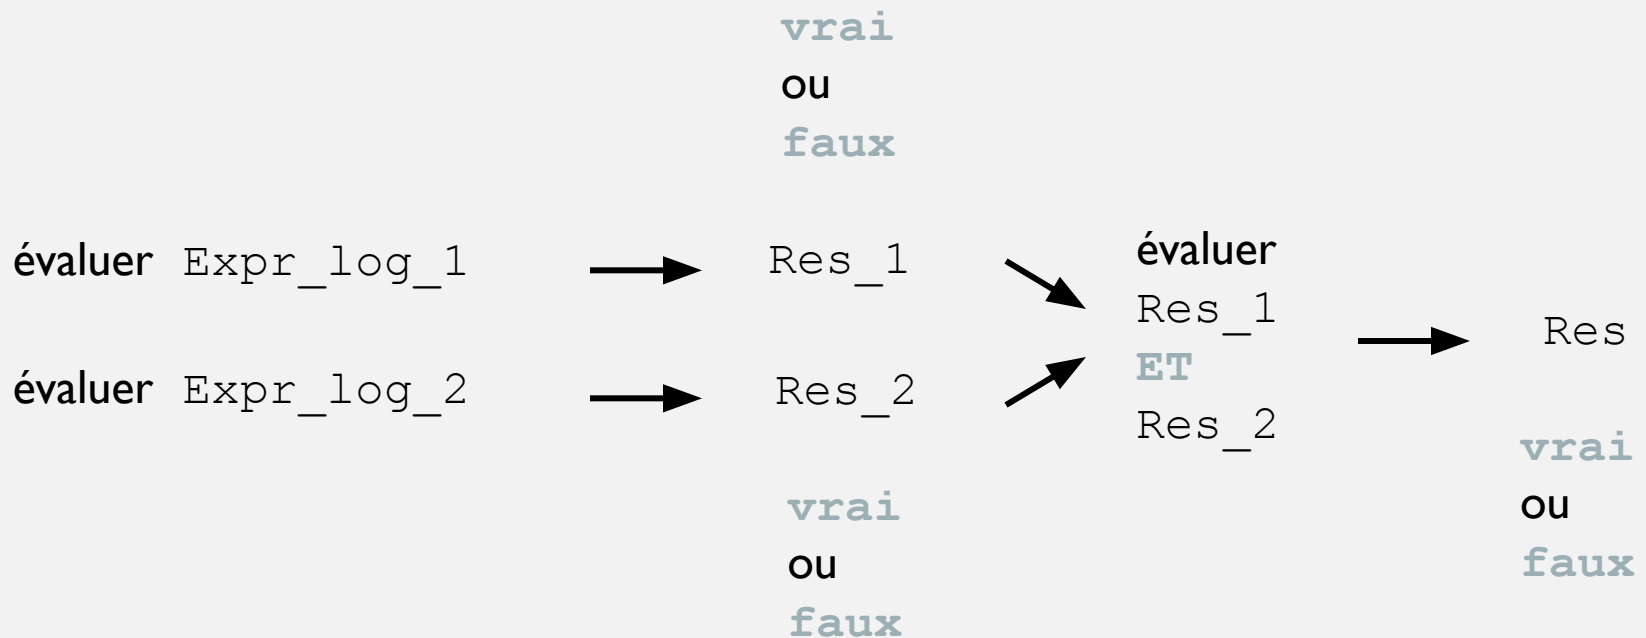 vrai
ou
faux
évaluer Expr_log_1
Res_1
évaluer Expr_log_2
Res_2
vrai
ou
faux
évaluer
Res_1
ET
Res_2
Res
vrai
ou
faux